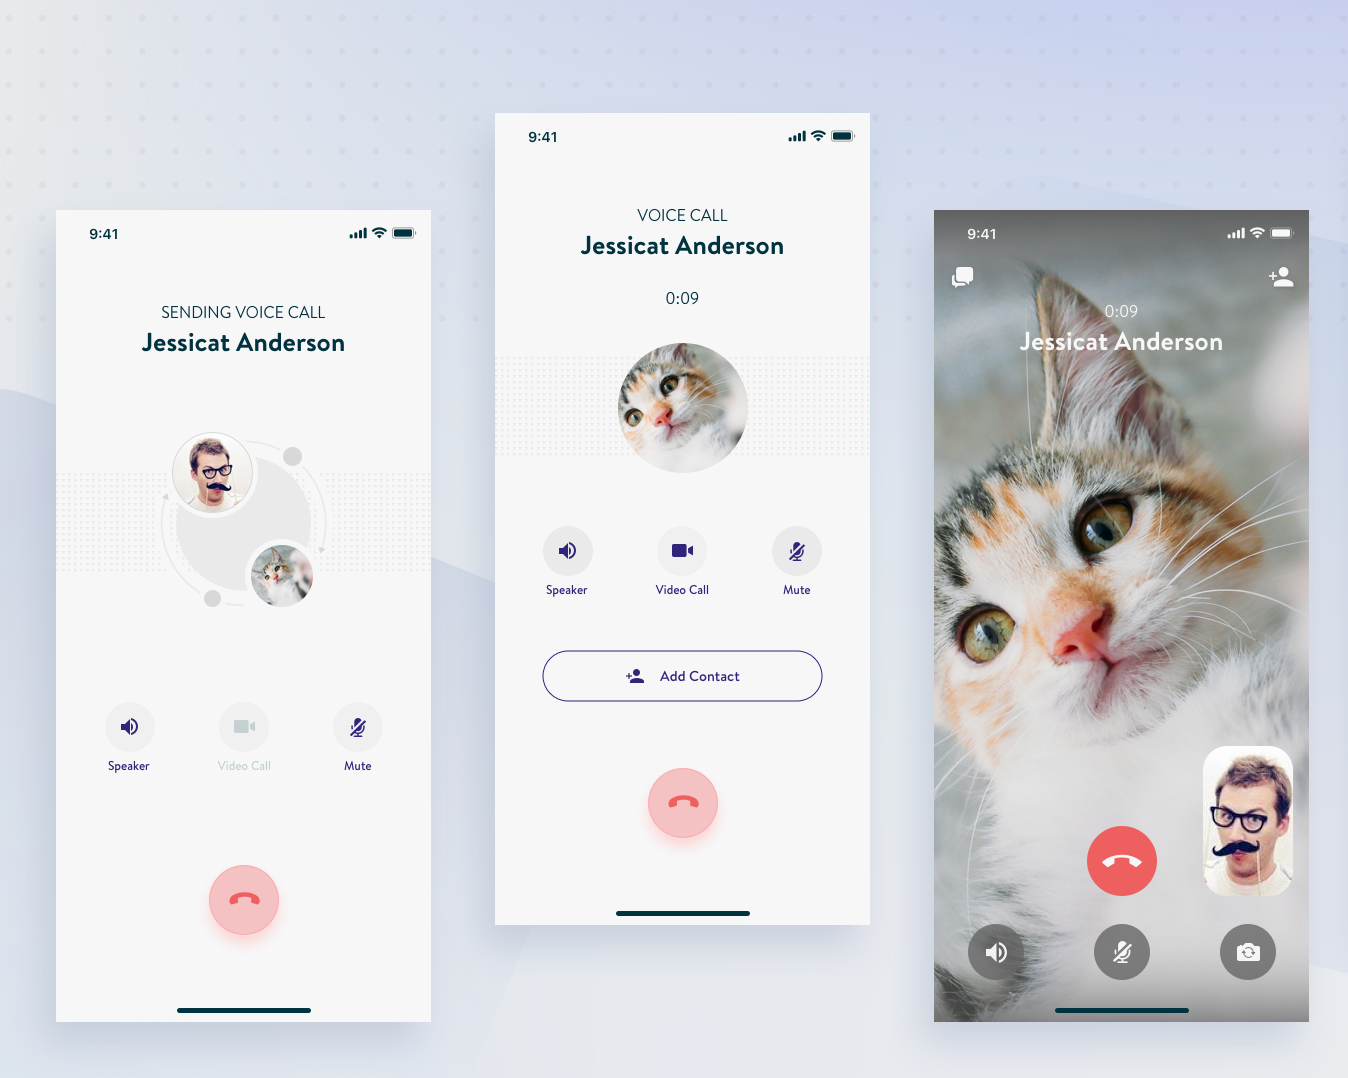 9:41
SENDING VOICE CALL
Jessicat Anderson
Speaker
Video Call
Mute
9:41
VOICE CALL
Jessicat Anderson
0:09
Speaker
Video Call
Mute
Add Contact
9:41
0:09
Jessicat Anderson